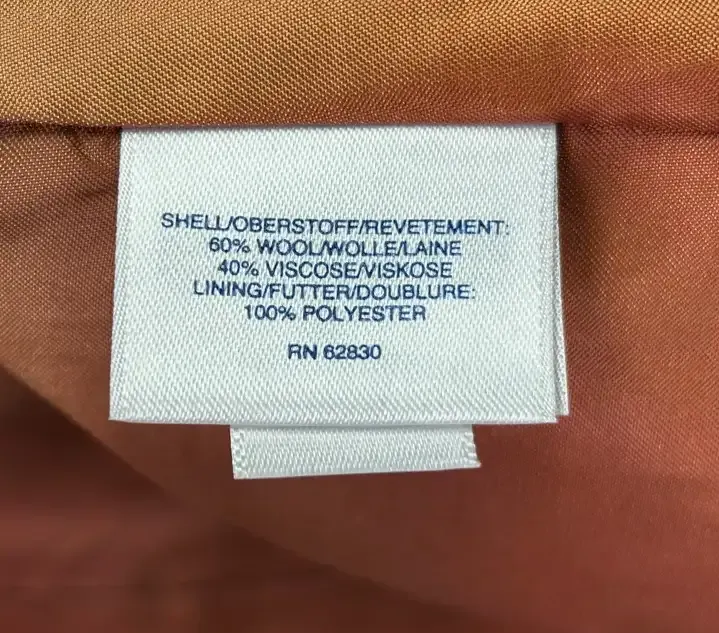 SHELL/OBERSTOFF/REVETEMENT:
60% WOOL/WOLLE/LAINE
40% VISCOSE/VISKOSE
LINING/FUTTER/DOUBLURE:
100% POLYESTER
RN 62830